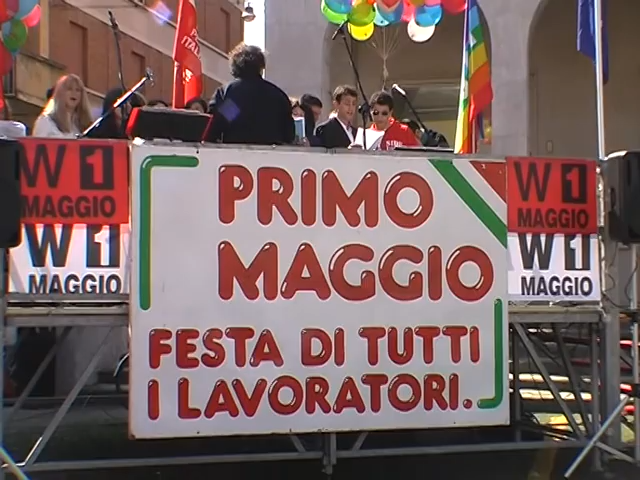 W 1
MAGGIO
W 1
MAGGIO
PRIMO
MAGGIO
FESTA DI TUTTI
I LAVORATORI.
W 1
MAGGIO
W 1
MAGGIO